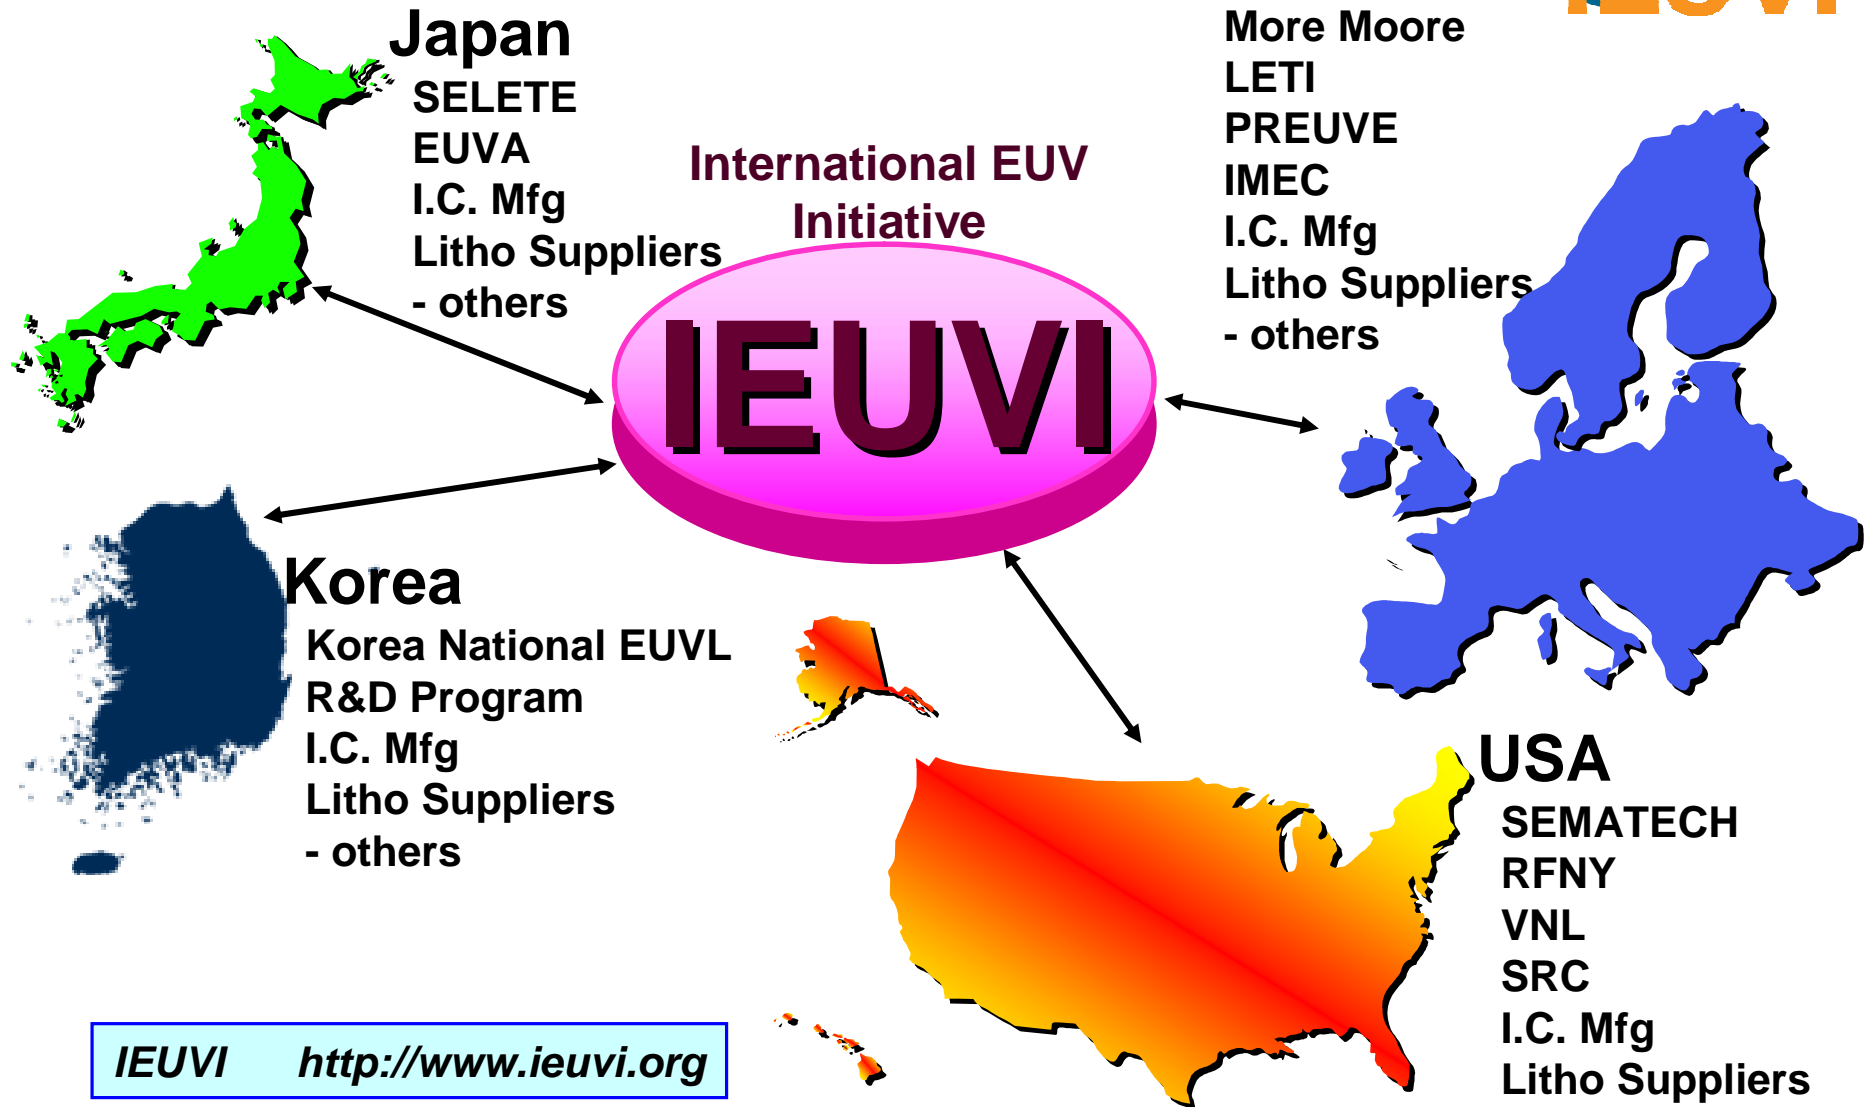 Japan
SELETE
EUVA
I.C. Mfg
Litho Suppliers
- others
International EUV
Initiative
IEUVI
More Moore
LETI
PREUVE
IMEC
I.C. Mfg
Litho Suppliers
- others
IEUVI
Korea
Korea National EUVL
R&D Program
I.C. Mfg
Litho Suppliers
- others
USA
SEMATECH
RFNY
VNL
SRC
I.C. Mfg
Litho Suppliers
IEUVI http://www.ieuvi.org